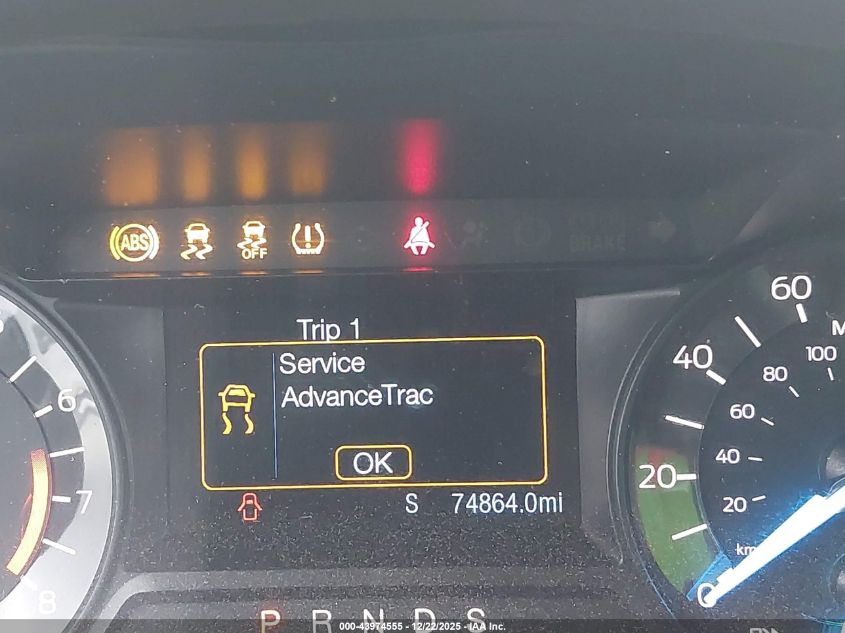 ABS
OFF
BRAKE
Trip 1
Service
AdvanceTrac
OK
S 74864.0mi
6
7
8
60
40
20
0
100
80
60
40
20
km
P R N D S
000-43974555 - 12/22/2025 - IAA Inc.